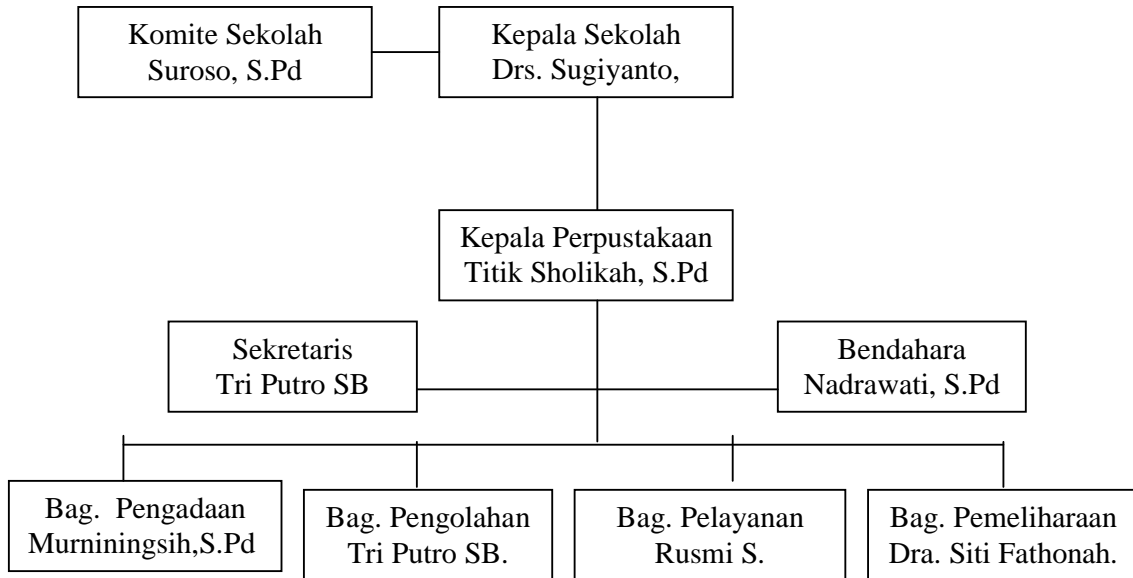 Komite Sekolah
Suroso, S.Pd
Kepala Sekolah
Drs. Sugiyanto,
Kepala Perpustakaan
Titik Sholikah, S.Pd
Sekretaris
Tri Putro SB
Bendahara
Nadrawati, S.Pd
Bag. Pengadaan
Murniningsih,S.Pd
Bag. Pengolahan
Tri Putro SB.
Bag. Pelayanan
Rusmi S.
Bag. Pemeliharaan
Dra. Siti Fathonah.